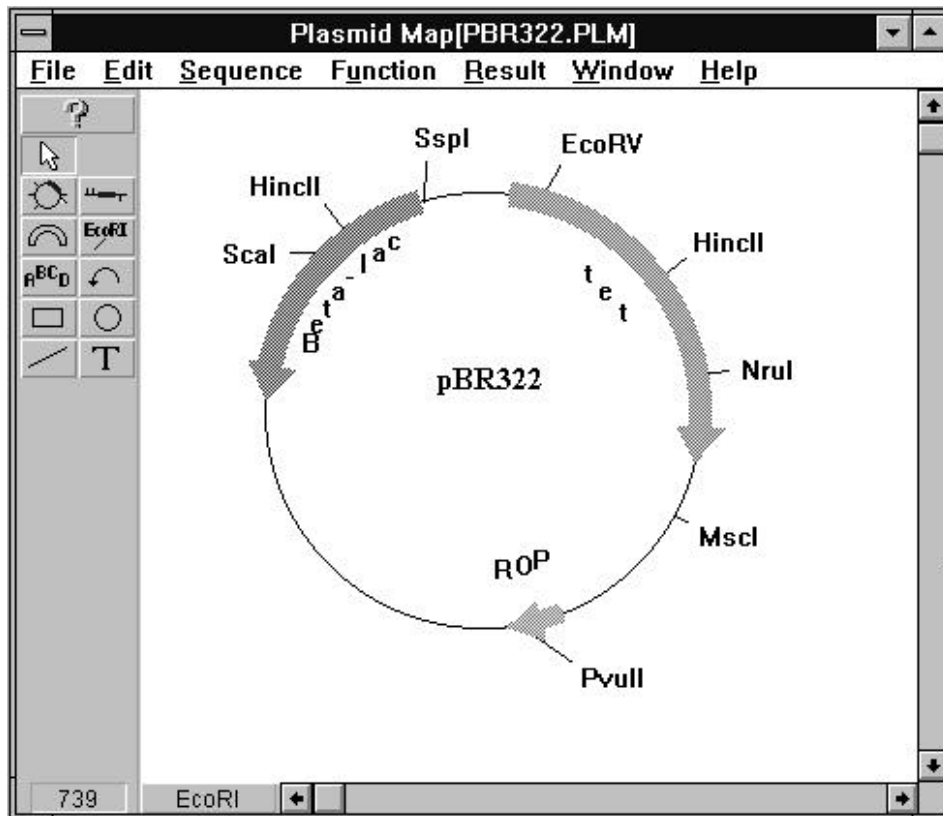 Plasmid Map[PBR322.PLM]
File Edit Sequence Function Result Window Help
?
EcoRI
ABCD
T
SspI
EcoRV
HincII
HincII
ScaI
Beta-lac
tet
pBR322
NruI
MscI
ROP
PvuII
739
EcoRI